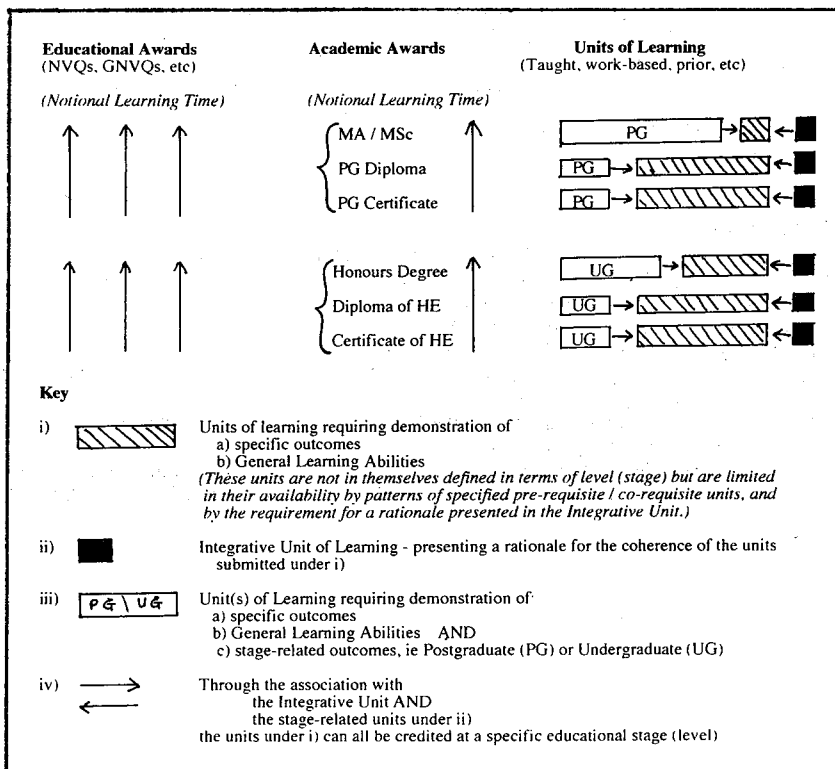 Educational Awards
(NVQs, GNVQs, etc)
(Notional Learning Time)
Academic Awards
(Notional Learning Time)
MA / MSc
PG Diploma
PG Certificate
Honours Degree
Diploma of HE
Certificate of HE
Units of Learning
(Taught, work-based, prior, etc)
PG
PG
PG
UG
UG
UG
Key
i)
Units of learning requiring demonstration of
a) specific outcomes
b) General Learning Abilities
(These units are not in themselves defined in terms of level (stage) but are limited
in their availability by patterns of specified pre-requisite / co-requisite units, and
by the requirement for a rationale presented in the Integrative Unit.)
ii)
Integrative Unit of Learning - presenting a rationale for the coherence of the units
submitted under i)
iii)
PG \ UG
Unit(s) of Learning requiring demonstration of
a) specific outcomes
b) General Learning Abilities AND
c) stage-related outcomes, ie Postgraduate (PG) or Undergraduate (UG)
iv)
Through the association with
the Integrative Unit AND
the stage-related units under ii)
the units under i) can all be credited at a specific educational stage (level)